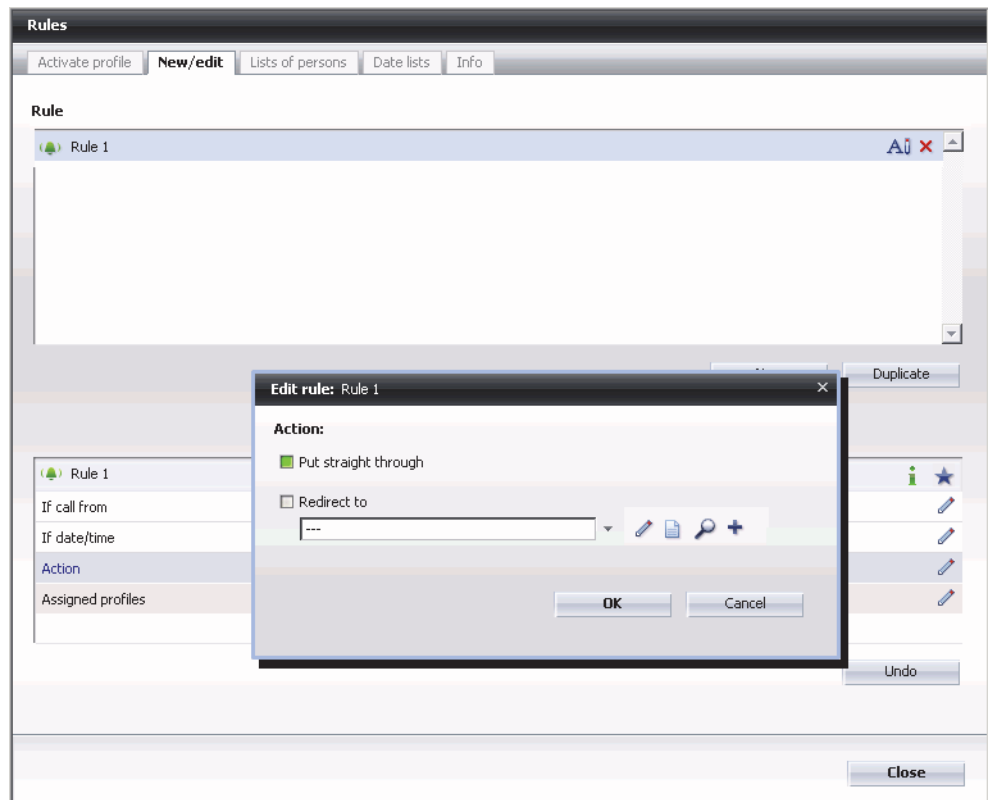 Rules
Activate profile New/edit Lists of persons Date lists Info
Rule
Rule 1
Duplicate
Edit rule: Rule 1
Action:
Put straight through
Redirect to
---
OK Cancel
Rule 1
If call from
If date/time
Action
Assigned profiles
Undo
Close